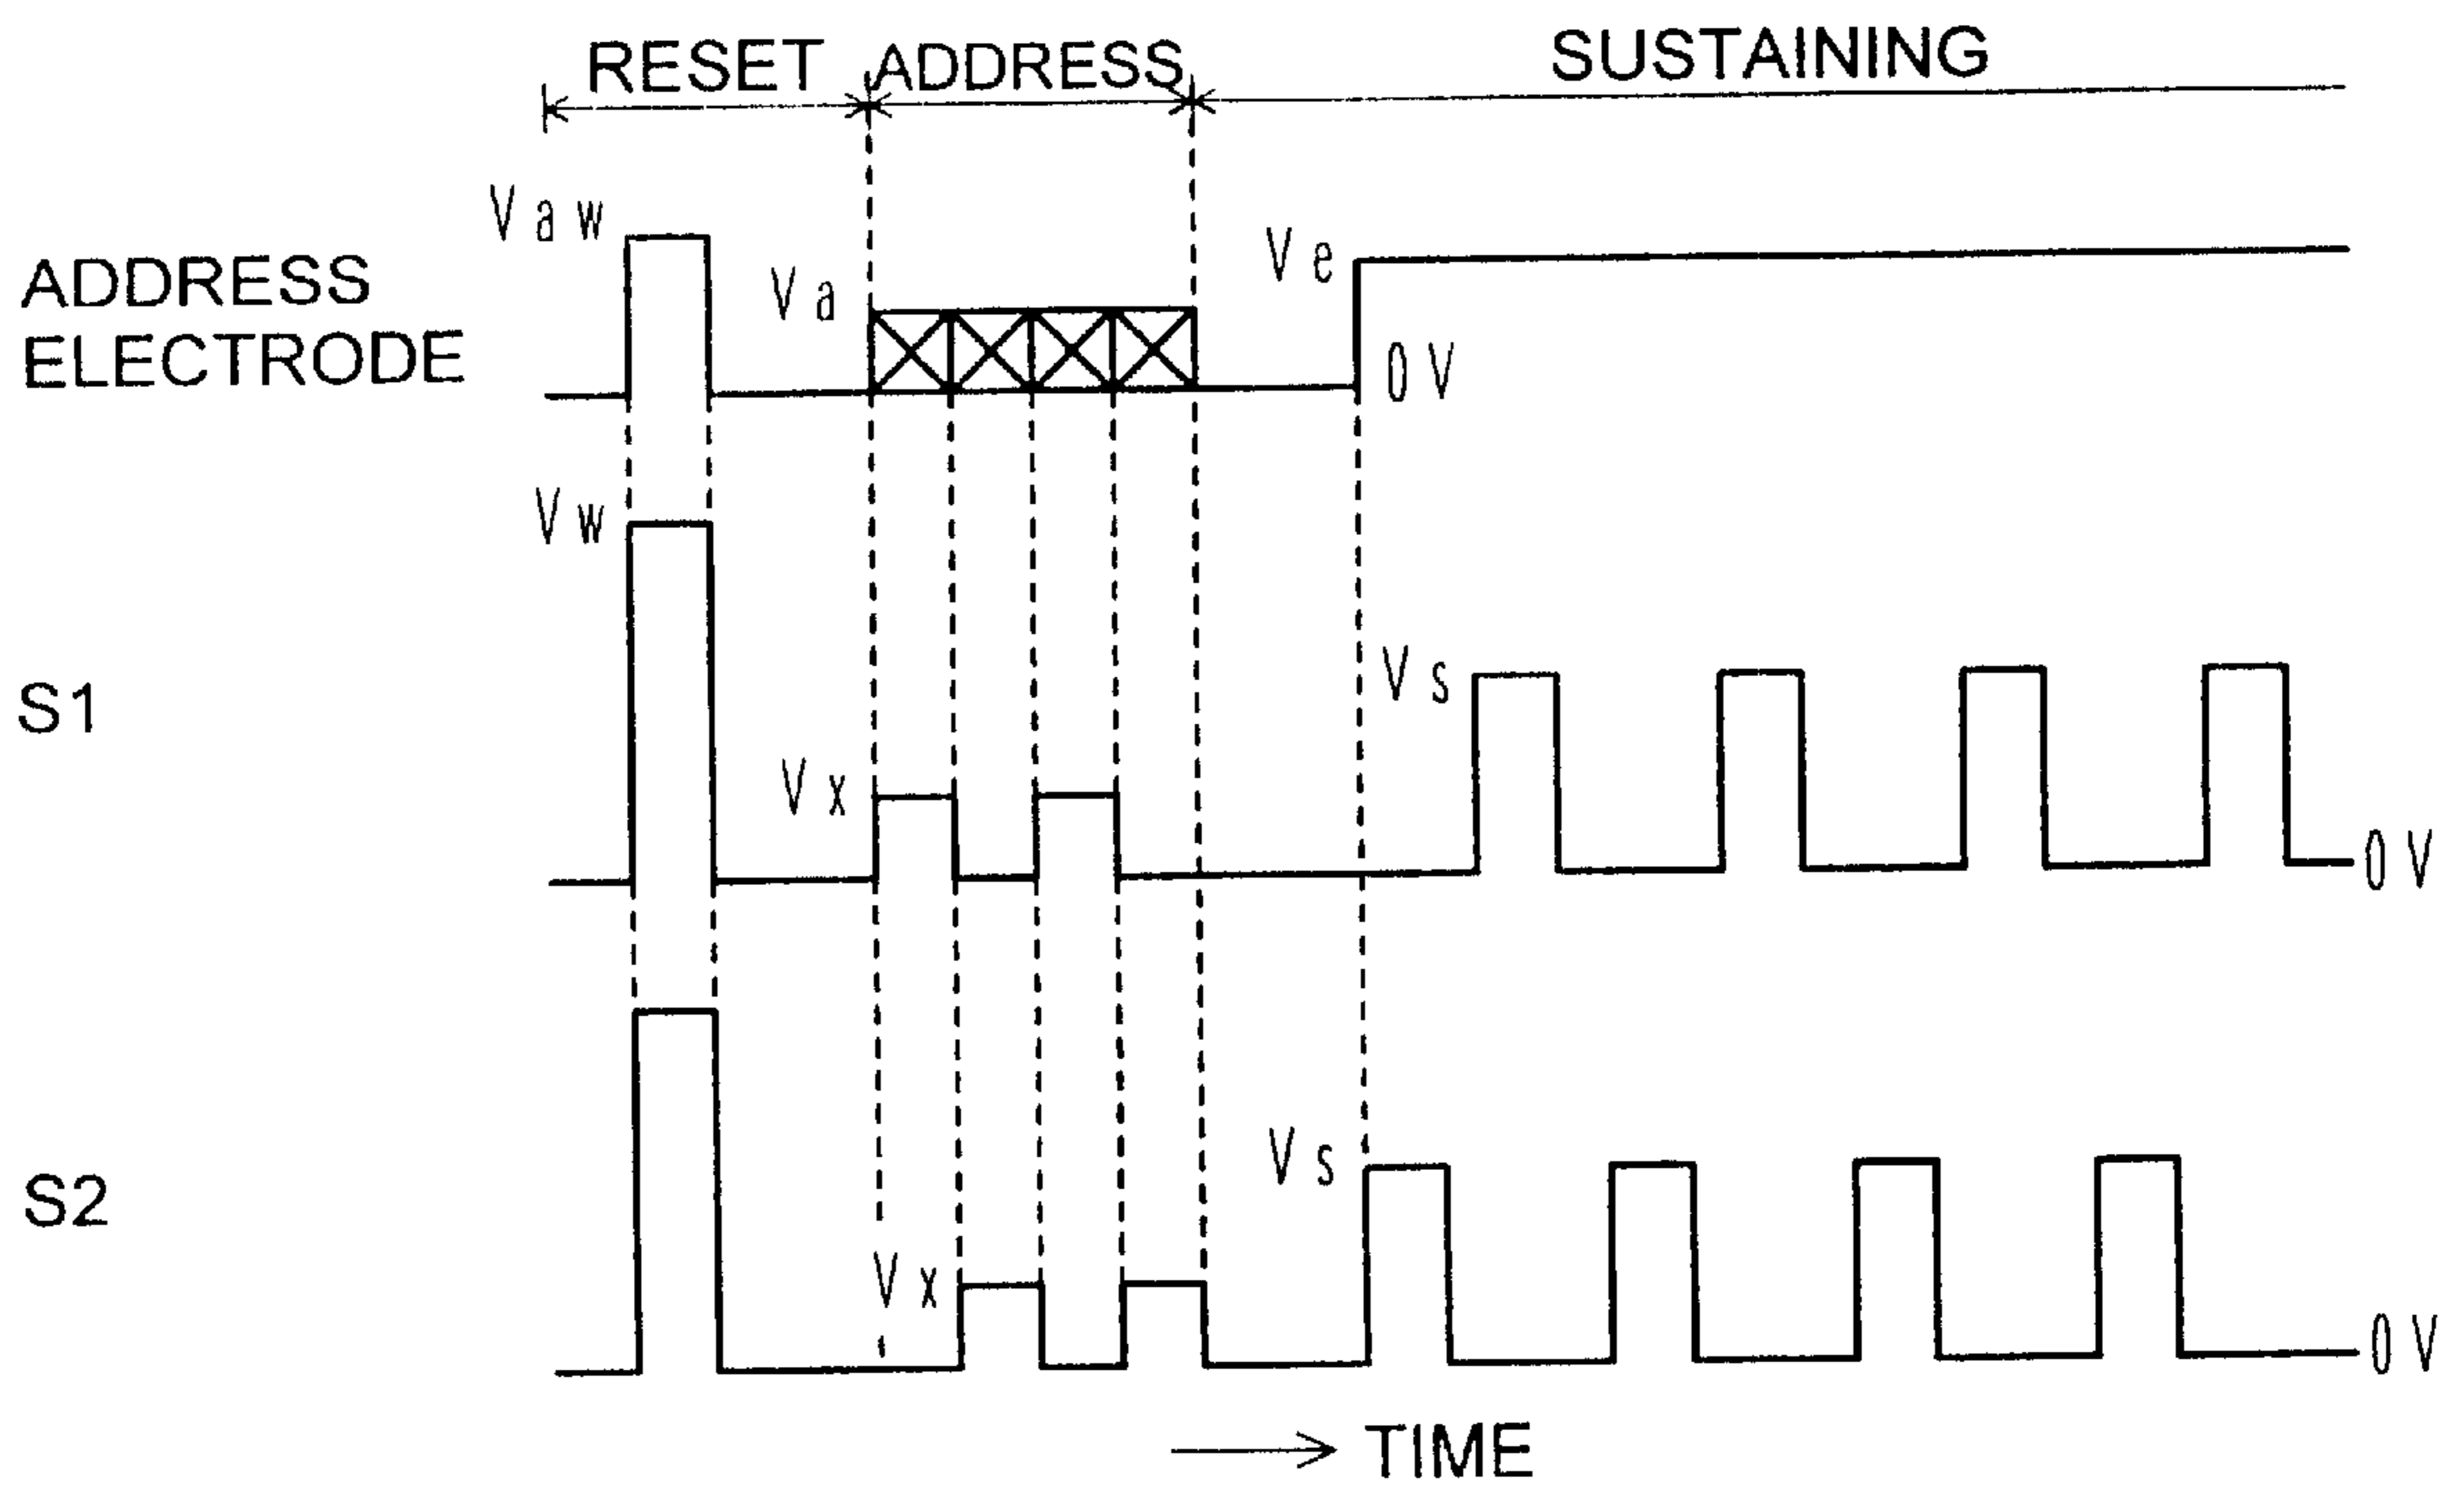 RESET ADDRESS SUSTAINING
Vaw
Va
Ve
ADDRESS
ELECTRODE
0V
Vw
S1
Vs
Vx
0V
S2
Vs
Vx
0V
TIME